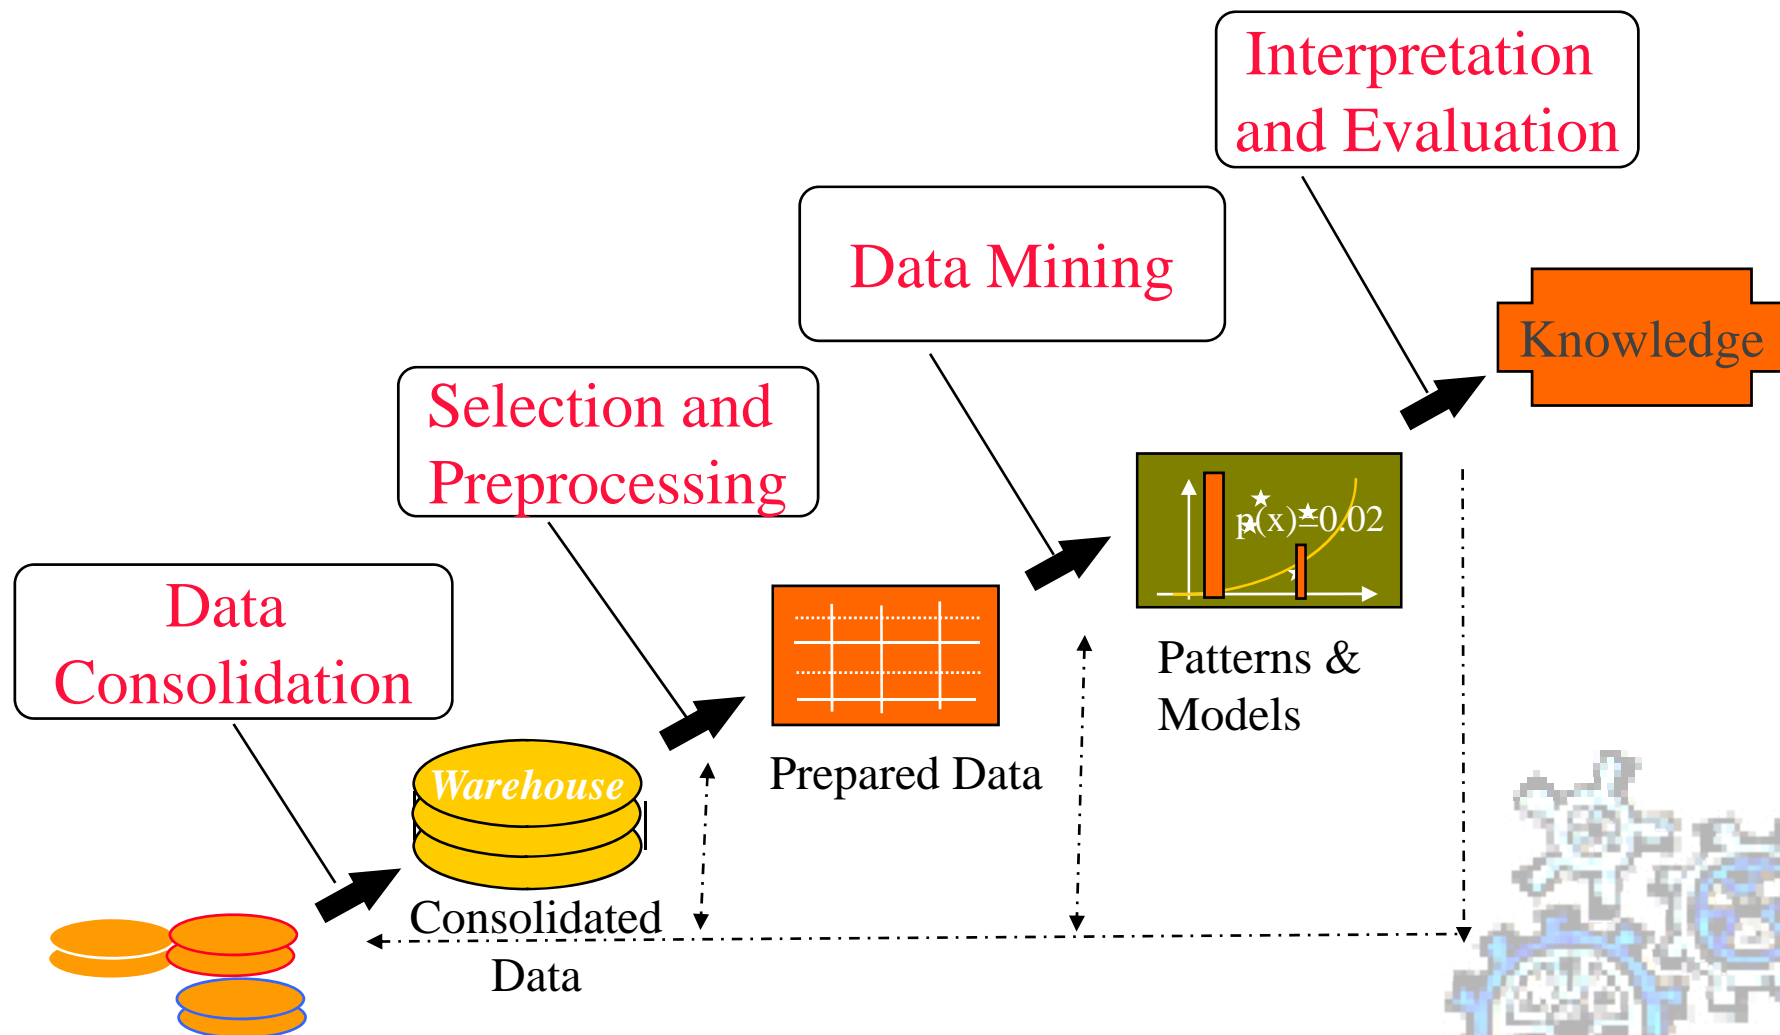 Interpretation
and Evaluation
Data Mining
Knowledge
Selection and
Preprocessing
p(x)=0.02
Data
Consolidation
Patterns &
Models
Warehouse
Prepared Data
Consolidated
Data